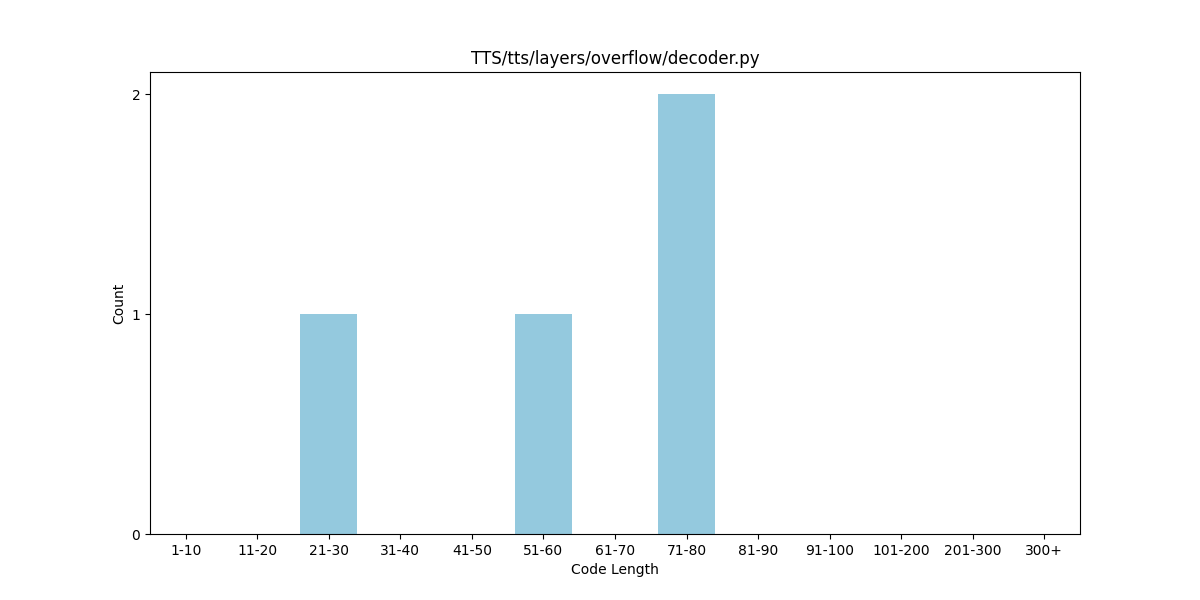 TTS/tts/layers/overflow/decoder.py
Count
2
1
0
1-10 11-20 21-30 31-40 41-50 51-60 61-70 71-80 81-90 91-100 101-200 201-300 300+
Code Length